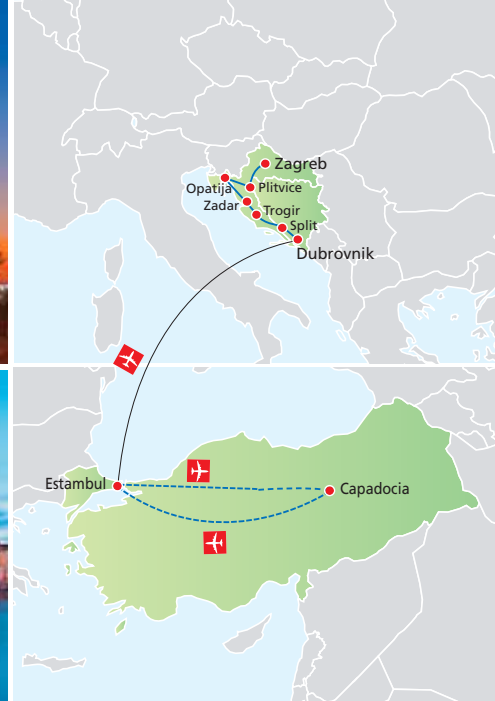 Zagreb
Opatija
Plitvice
Zadar
Trogir
Split
Dubrovnik
Estambul
Capadocia